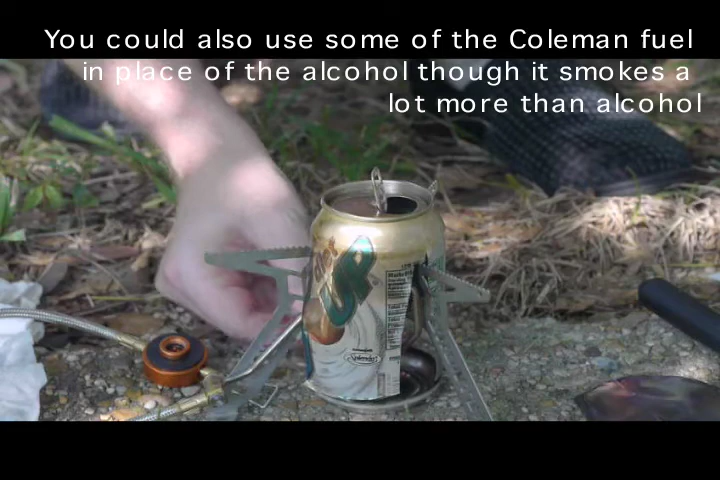 You could also use some of the Coleman fuel
in place of the alcohol though it smokes a
lot more than alcohol